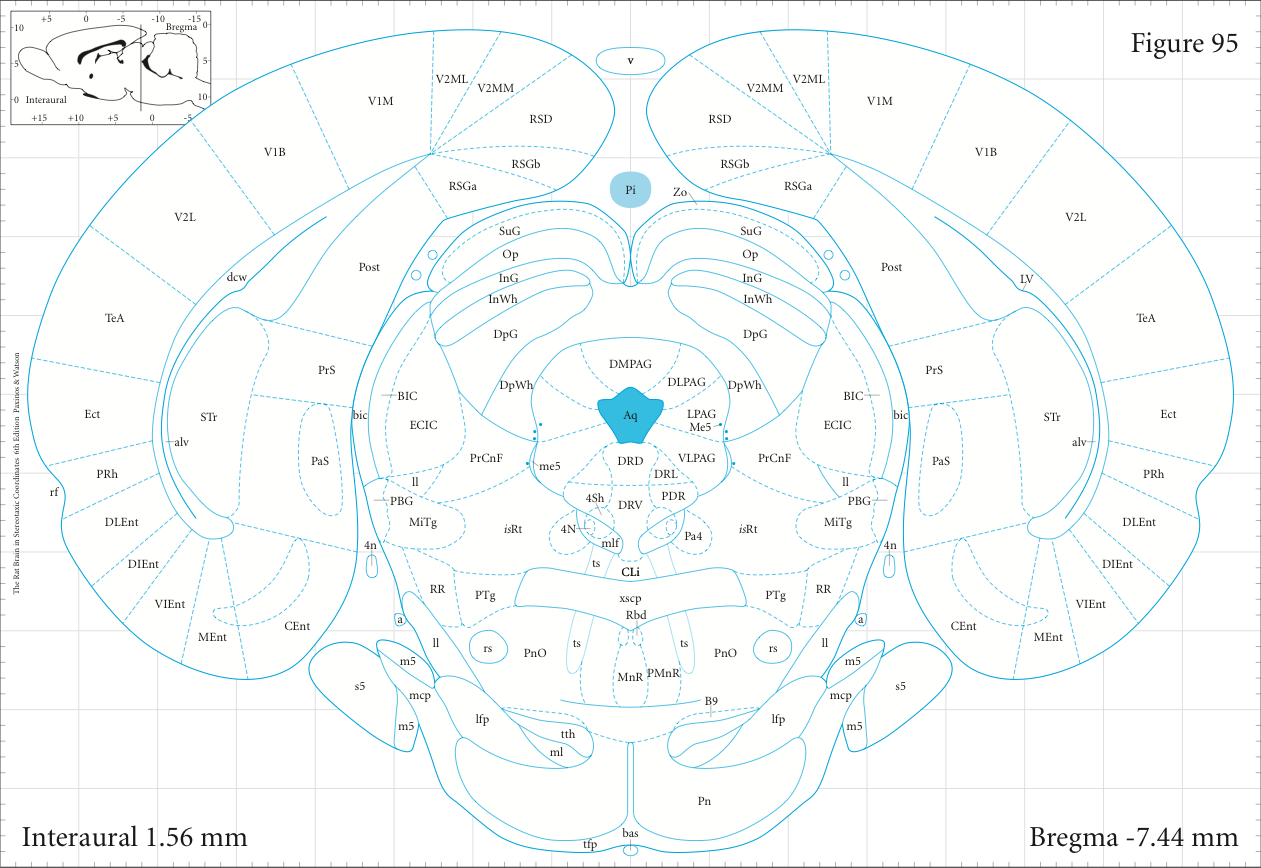 +5 0 -5 -10 -15
Bregma
0
5
10
10
5
0
Interaural
+15 +10 +5 0 -5
Figure 95
v
V2ML V2ML
V2MM V2MM
V1M V1M
RSD RSD
V1B V1B
RSGb RSGb
RSGa RSGa
Pi
Zo
V2L V2L
SuG SuG
Op Op
Post Post
dcw
InG InG
LV
InWh InWh
TeA TeA
DpG DpG
DMPAG
PrS PrS
DLPAG
DpWh DpWh
BIC BIC
Ect STr bic Aq LPAG bic STr Ect
Me5
ECIC ECIC
alv alv
PaS PrCnF DRD VLPAG PrCnF PaS
me5
PRh DRL PRh
ll ll
rf
4Sh PDR
PBG DRV PBG
DLEnt MiTg isRt 4N Pa4 isRt MiTg DLEnt
mlf
4n 4n
DIEnt ts CLi DIEnt
RR PTg xscp PTg RR
VIEnt VIEnt
Rbd
a a
CEnt CEnt
MEnt MEnt
ll rs PnO ts ts PnO rs ll
m5 m5
MnR PMnR
s5 s5
mcp mcp
B9
lfp lfp
m5 m5
tth
ml
Pn
bas
tfp
Interaural 1.56 mm
Bregma -7.44 mm
The Rat Brain in Stereotaxic Coordinates 6th Edition Paxinos & Watson